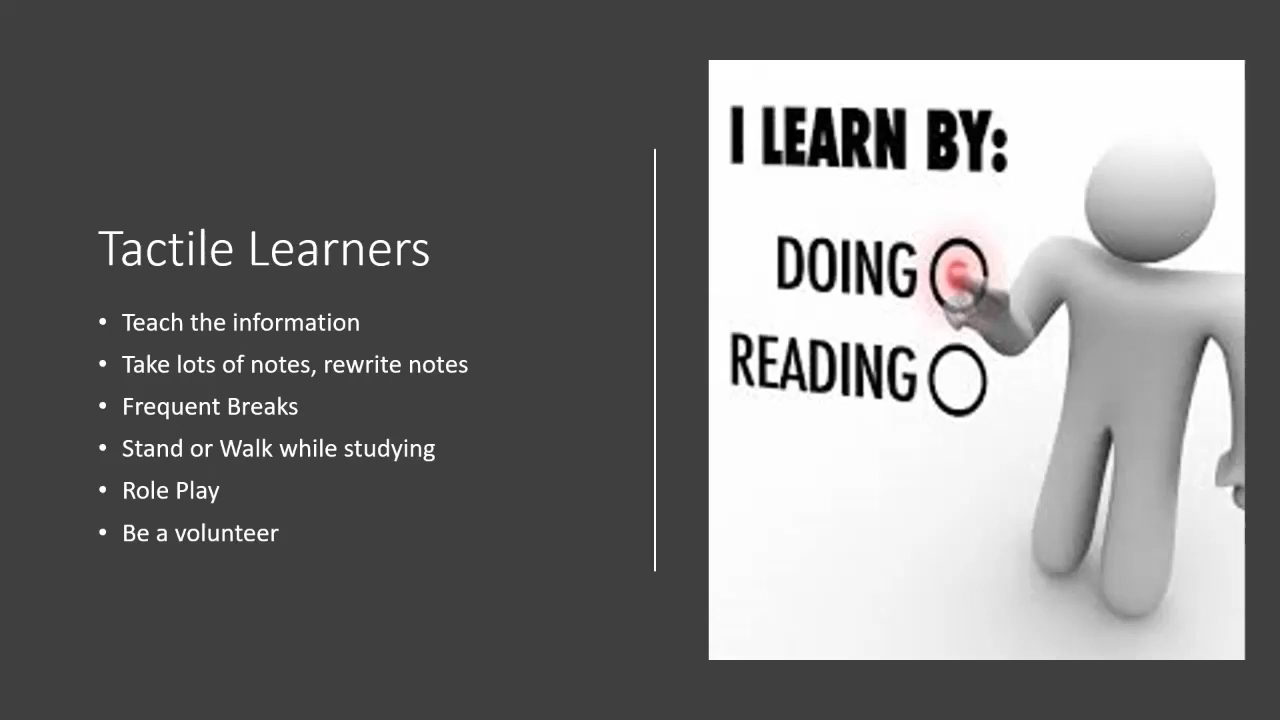 Tactile Learners
• Teach the information
• Take lots of notes, rewrite notes
• Frequent Breaks
• Stand or Walk while studying
• Role Play
• Be a volunteer
I LEARN BY:
DOING
READING